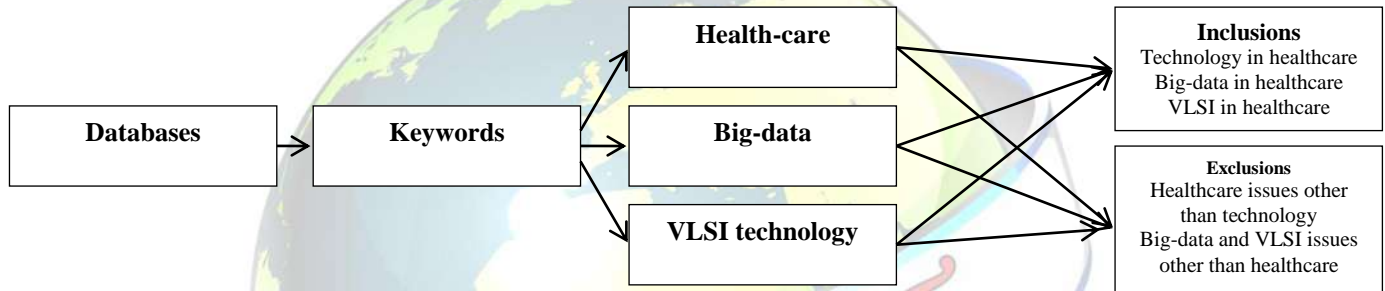 Databases
Keywords
Health-care
Big-data
VLSI technology
Inclusions
Technology in healthcare
Big-data in healthcare
VLSI in healthcare
Exclusions
Healthcare issues other
than technology
Big-data and VLSI issues
other than healthcare